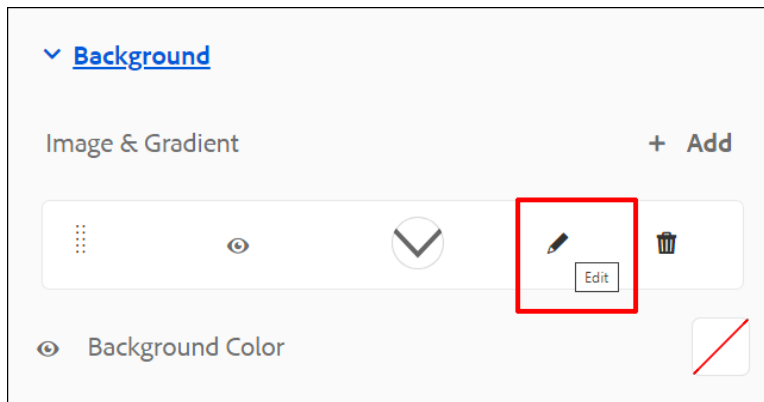 Background
Image & Gradient
+ Add
Edit
Background Color